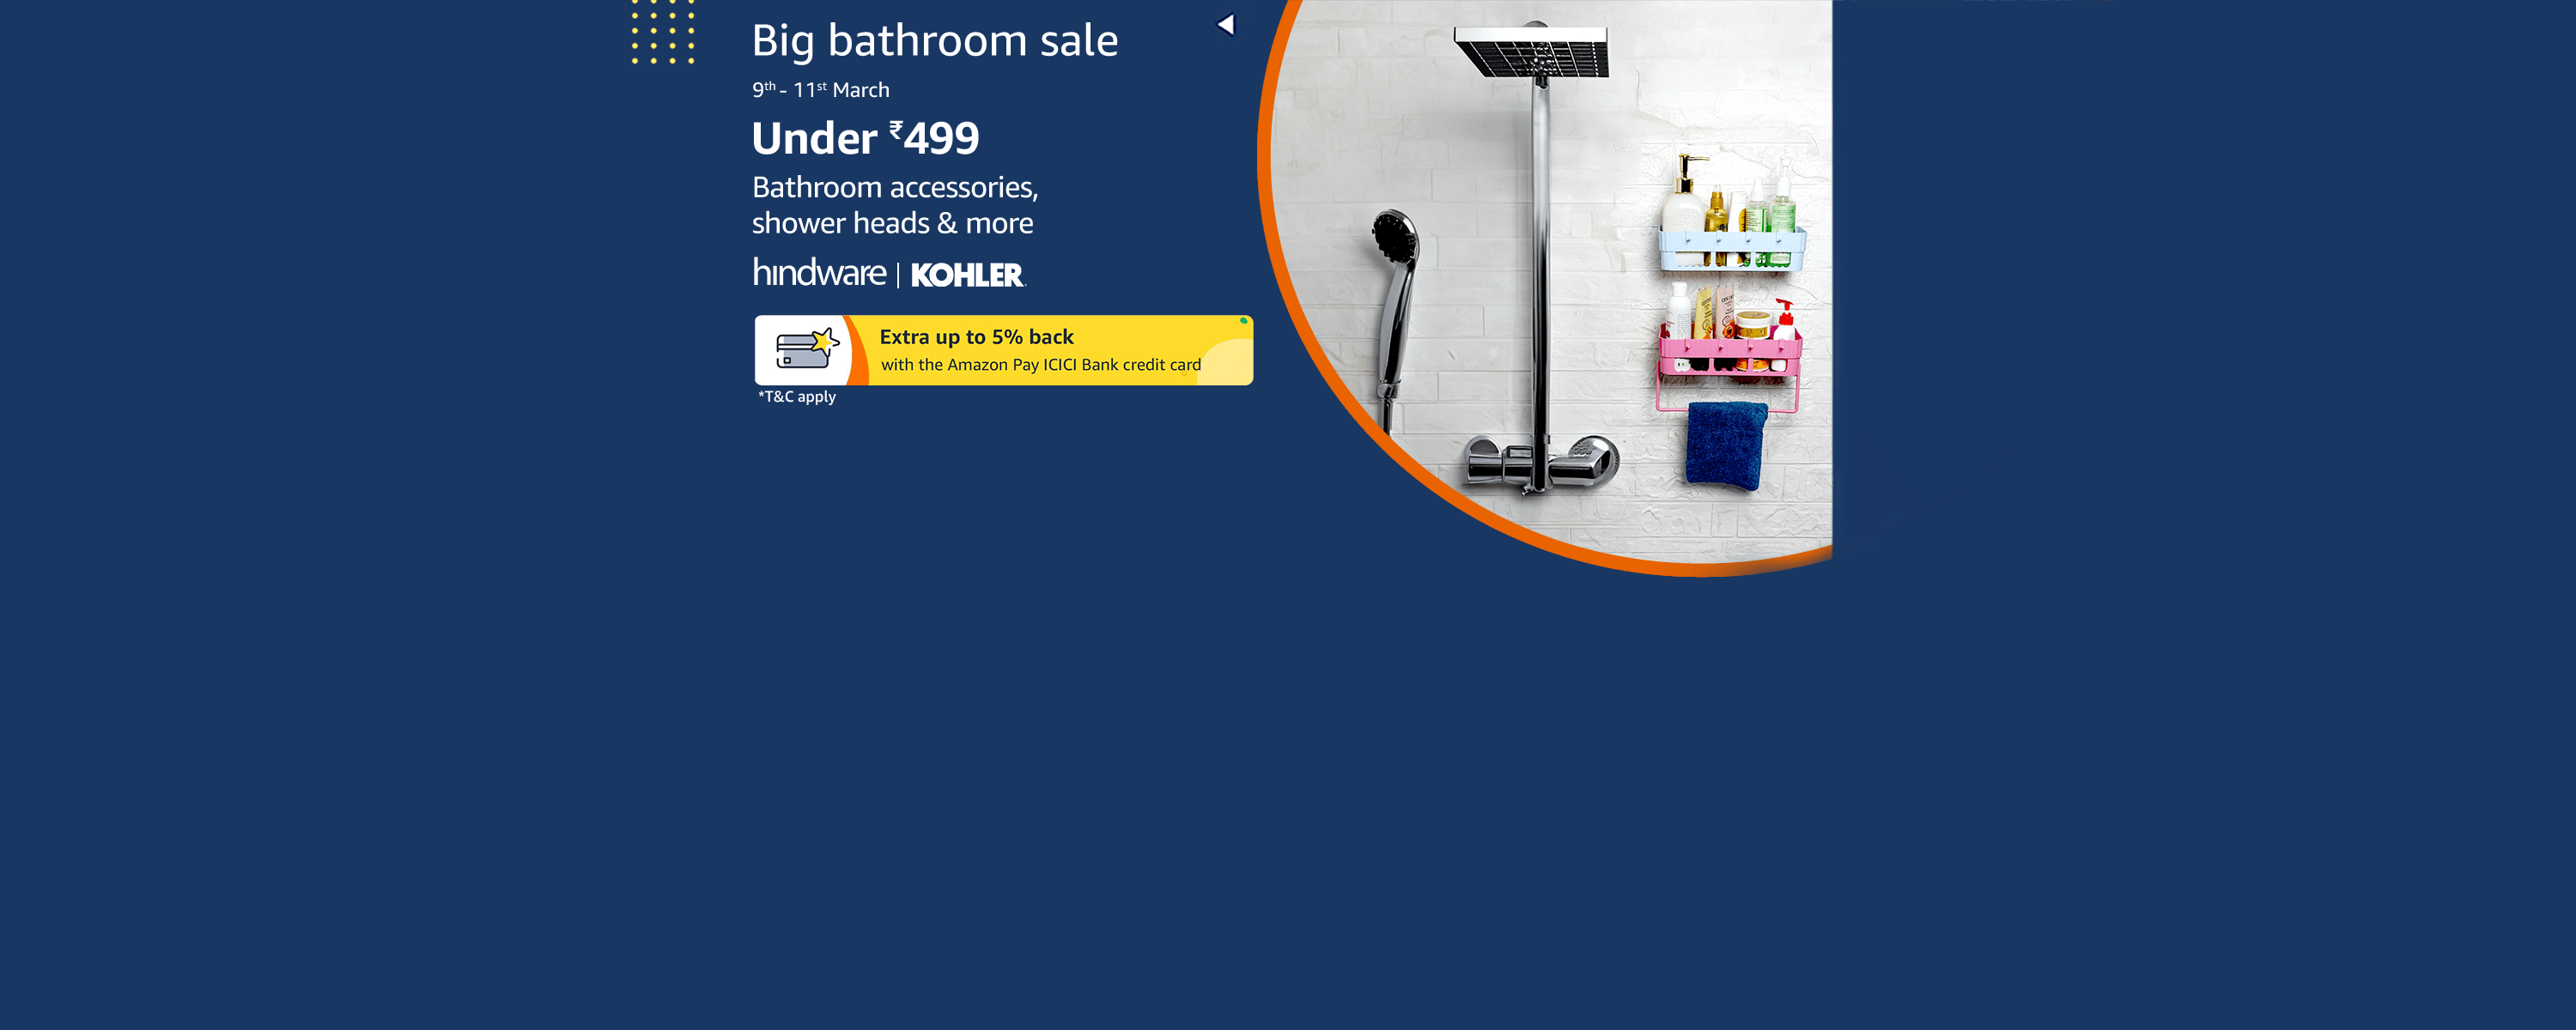 Big bathroom sale
9th - 11st March
Under ₹499
Bathroom accessories,
shower heads & more
hindware | KOHLER
Extra up to 5% back
with the Amazon Pay ICICI Bank credit card
*T&C apply